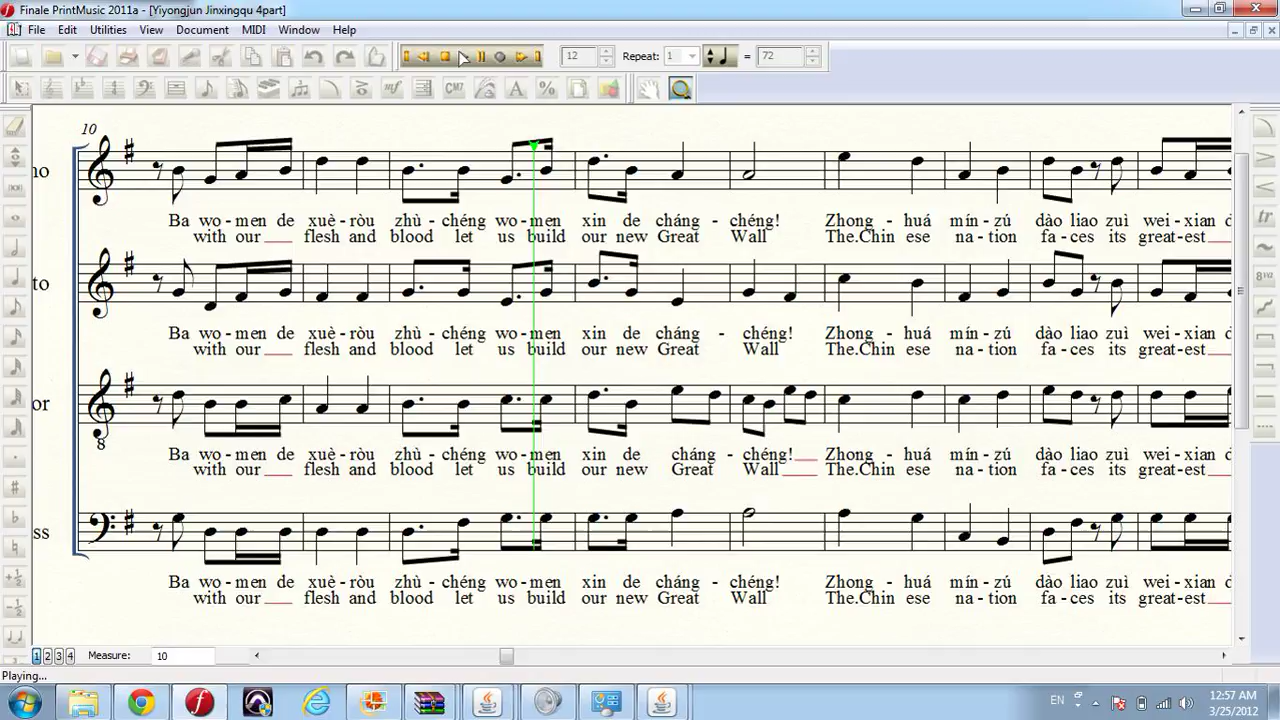 Finale PrintMusic 2011a - [Yiyongjun Jinxingqu 4part]
File Edit Utilities View Document MIDI Window Help
12 Repeat: 1 = 72
mf CM7 A %
10
no
Ba wo - men de xuè - ròu zhù - chéng wo - men xin de cháng - chéng! Zhong - huá mín - zú dào liao zuì wei - xian d
with our flesh and blood let us build our new Great Wall The.Chin ese na - tion fa - ces its great - est
to
Ba wo - men de xuè - ròu zhù - chéng wo - men xin de cháng - chéng! Zhong - huá mín - zú dào liao zuì wei - xian d
with our flesh and blood let us build our new Great Wall The.Chin ese na - tion fa - ces its great - est
or
8
Ba wo - men de xuè - ròu zhù - chéng wo - men xin de cháng - chéng! Zhong - huá mín - zú dào liao zuì wei - xian d
with our flesh and blood let us build our new Great Wall The.Chin ese na - tion fa - ces its great - est
ss
Ba wo - men de xuè - ròu zhù - chéng wo - men xin de cháng - chéng! Zhong - huá mín - zú dào liao zuì wei - xian d
with our flesh and blood let us build our new Great Wall The.Chin ese na - tion fa - ces its great - est
tr
8va
+½
-½
1 2 3 4 Measure: 10
Playing...
EN 12:57 AM
3/25/2012